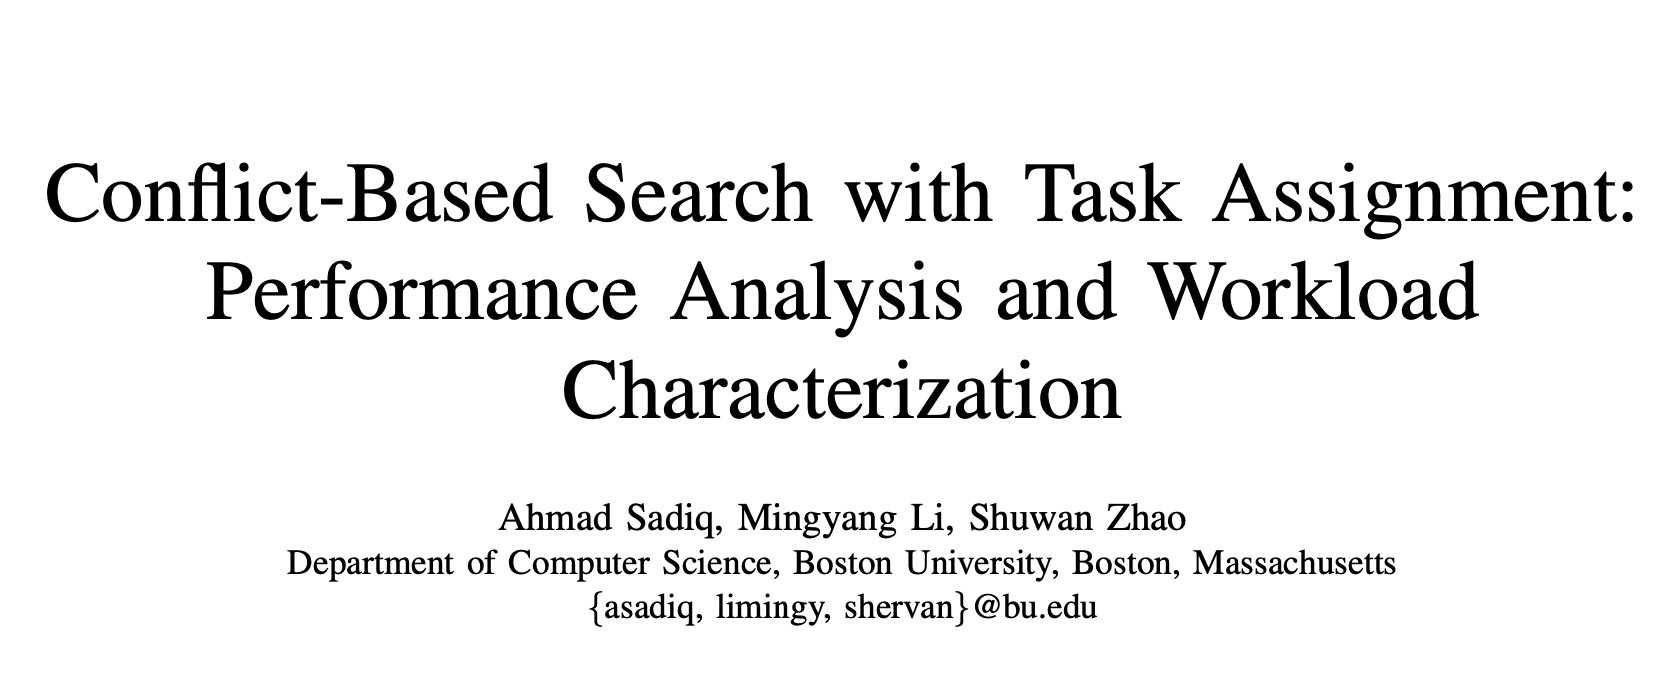 Conflict-Based Search with Task Assignment:
Performance Analysis and Workload
Characterization
Ahmad Sadiq, Mingyang Li, Shuwan Zhao
Department of Computer Science, Boston University, Boston, Massachusetts
{asadiq, limingy, shervan}@bu.edu